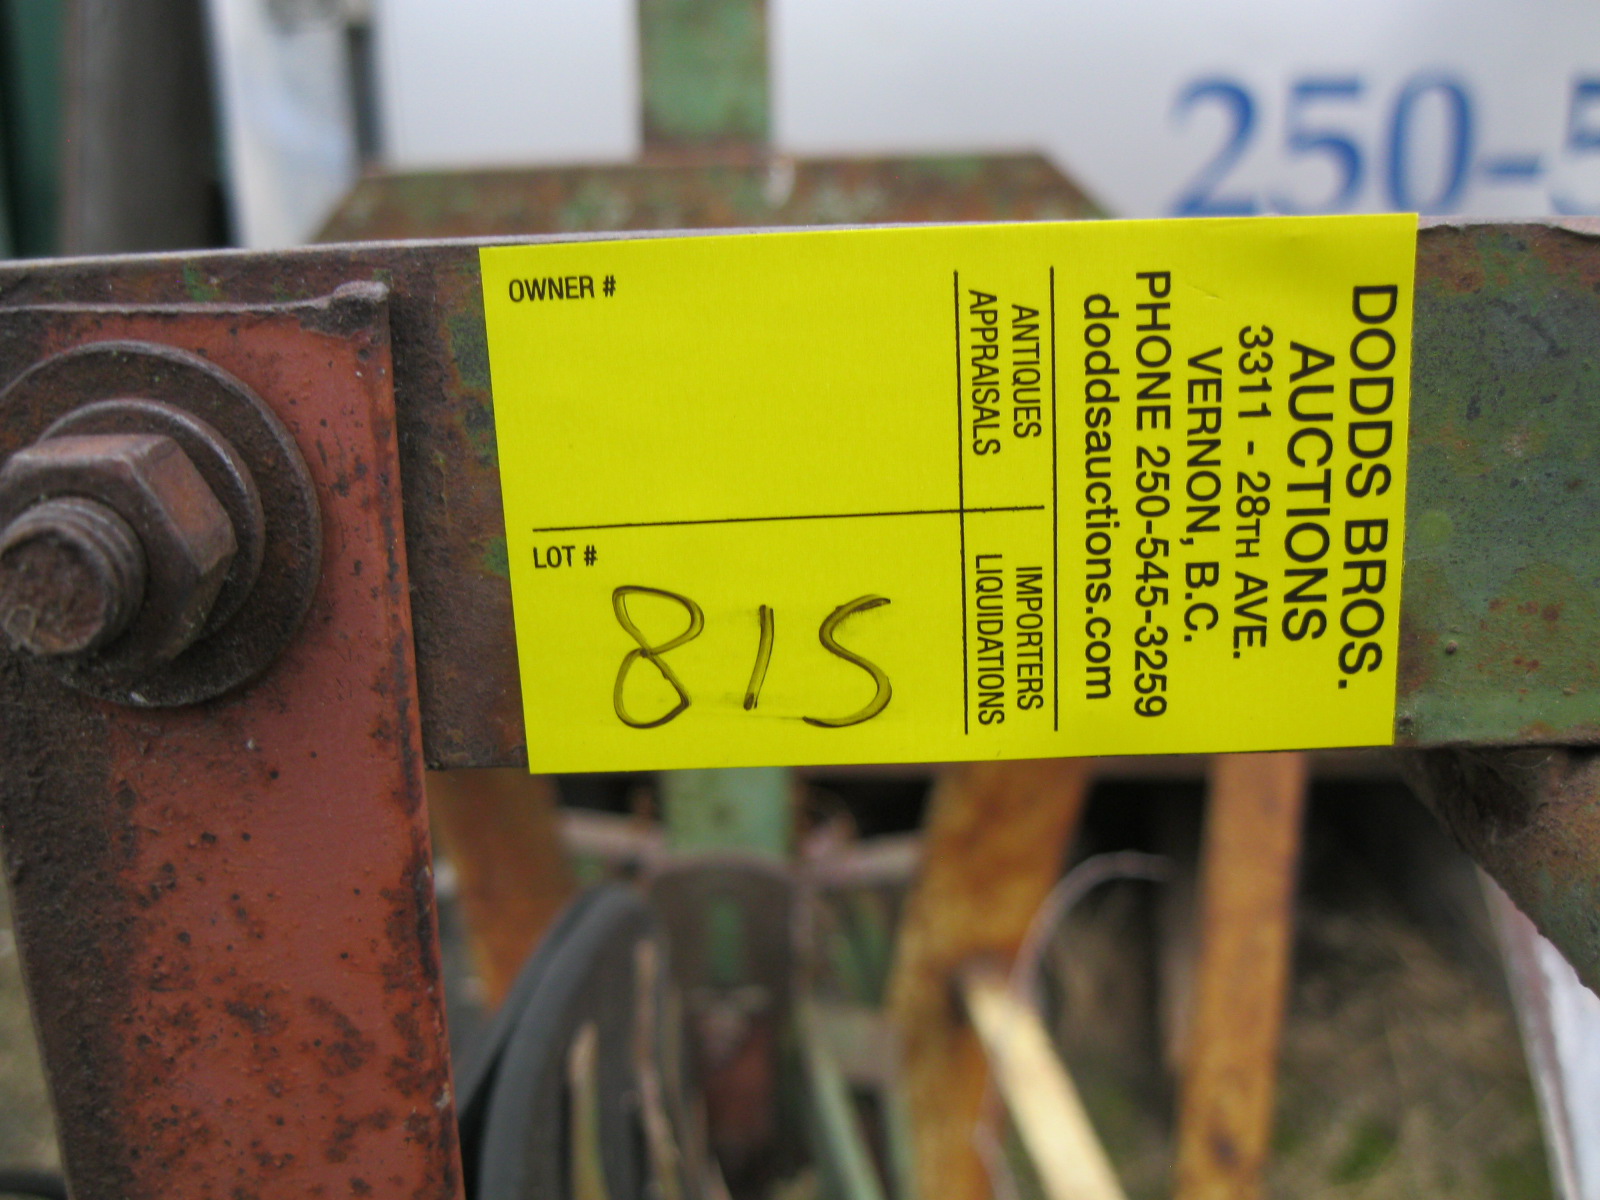 250-5
OWNER #
LOT #
815
ANTIQUES
APPRAISALS
IMPORTERS
LIQUIDATIONS
DODDS BROS.
AUCTIONS
3311 - 28TH AVE.
VERNON, B.C.
PHONE 250-545-3259
doddsauctions.com